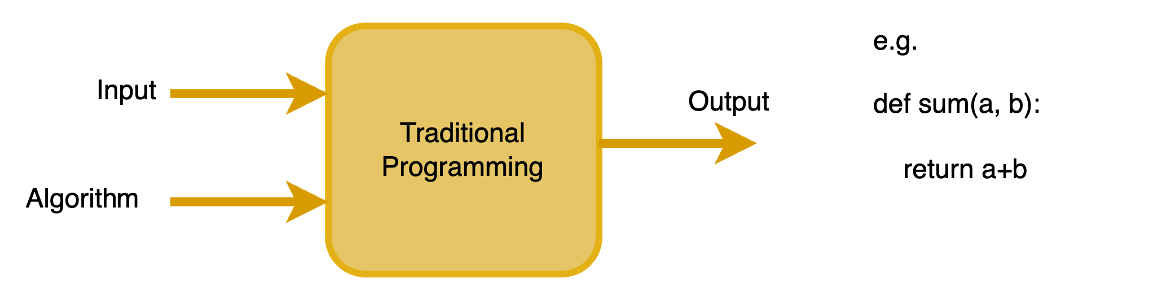 Input
Algorithm
Traditional
Programming
Output
e.g.
def sum(a, b):
return a+b